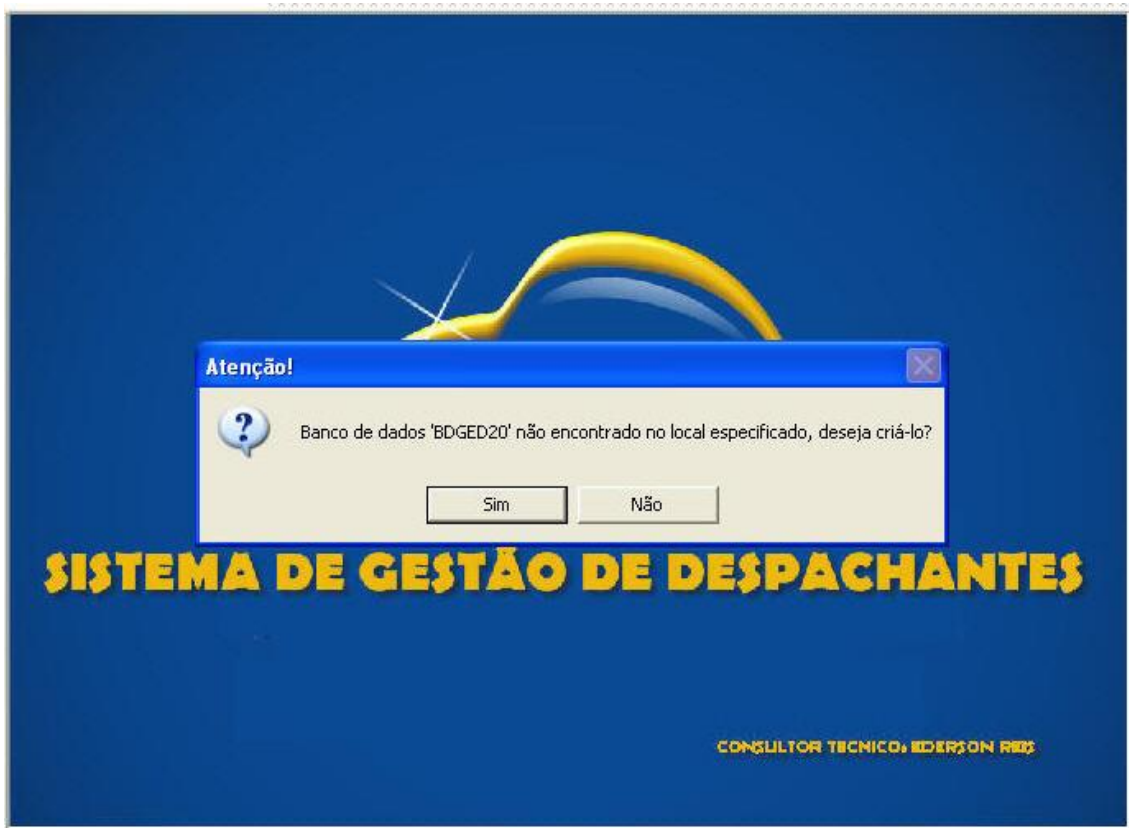 Atenção!
Banco de dados 'BDGED20' não encontrado no local especificado, deseja criá-lo?
Sim
Não
SISTEMA DE GESTÃO DE DESPACHANTES
CONSULTOR TECNICO: EDERSON REIS